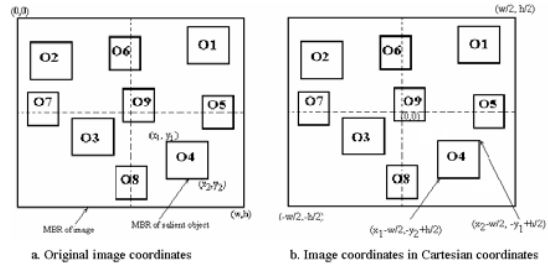 (0,0)
O1
O6
O2
O7
O9
O5
O3
(x1, y1)
O4
O8
(x2,y2)
(w,h)
MBR of image
MBR of salient object
a. Original image coordinates
(w/2, h/2)
O1
O6
O2
O7
O9
O5
(0,0)
O3
O4
O8
(-w/2,-h/2)
(x1-w/2,-y2+h/2)
(x2-w/2, -y1+h/2)
b. Image coordinates in Cartesian coordinates